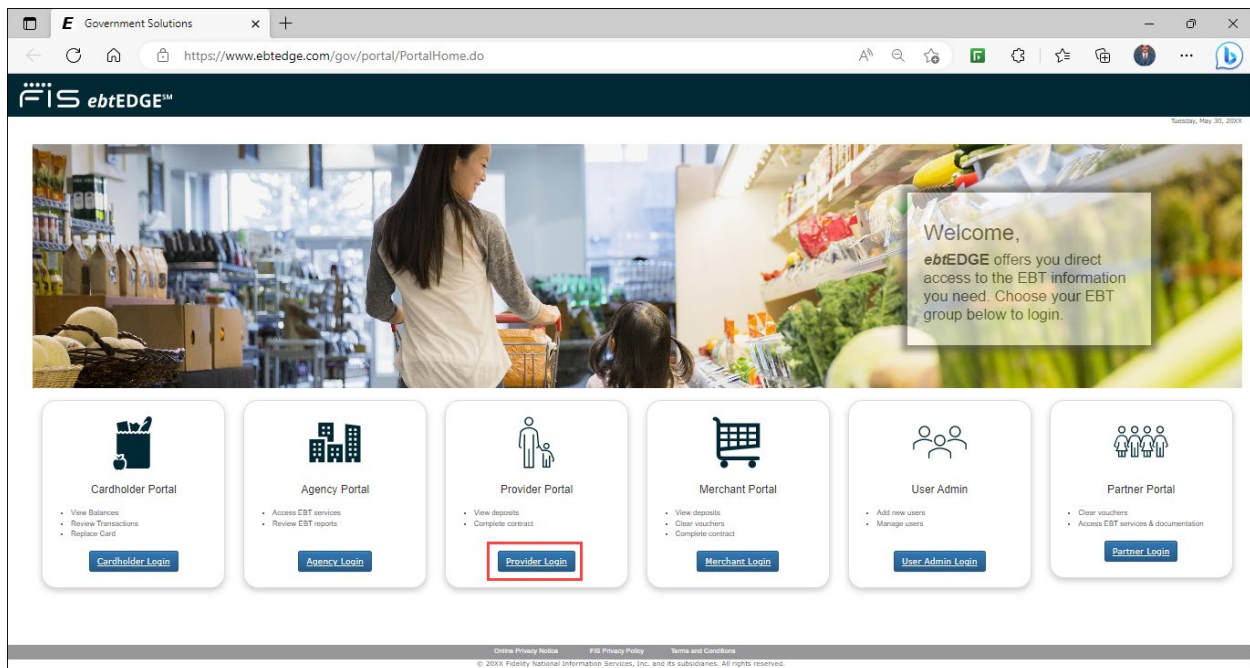 E Government Solutions
https://www.ebtedge.com/gov/portal/PortalHome.do
FIS ebtEDGE℠
Tuesday, May 30, 20XX
Welcome,
ebtEDGE offers you direct
access to the EBT information
you need. Choose your EBT
group below to login.
Cardholder Portal
View Balances
Review Transactions
Replace Card
Cardholder Login
Agency Portal
Access EBT services
Review EBT reports
Agency Login
Provider Portal
View deposits
Complete contract
Provider Login
Merchant Portal
View deposits
Clear vouchers
Complete contract
Merchant Login
User Admin
Add new users
Manage users
User Admin Login
Partner Portal
Clear vouchers
Access EBT services & documentation
Partner Login
Online Privacy Notice FIS Privacy Policy Terms and Conditions
© 20XX Fidelity National Information Services, Inc. and its subsidiaries. All rights reserved.